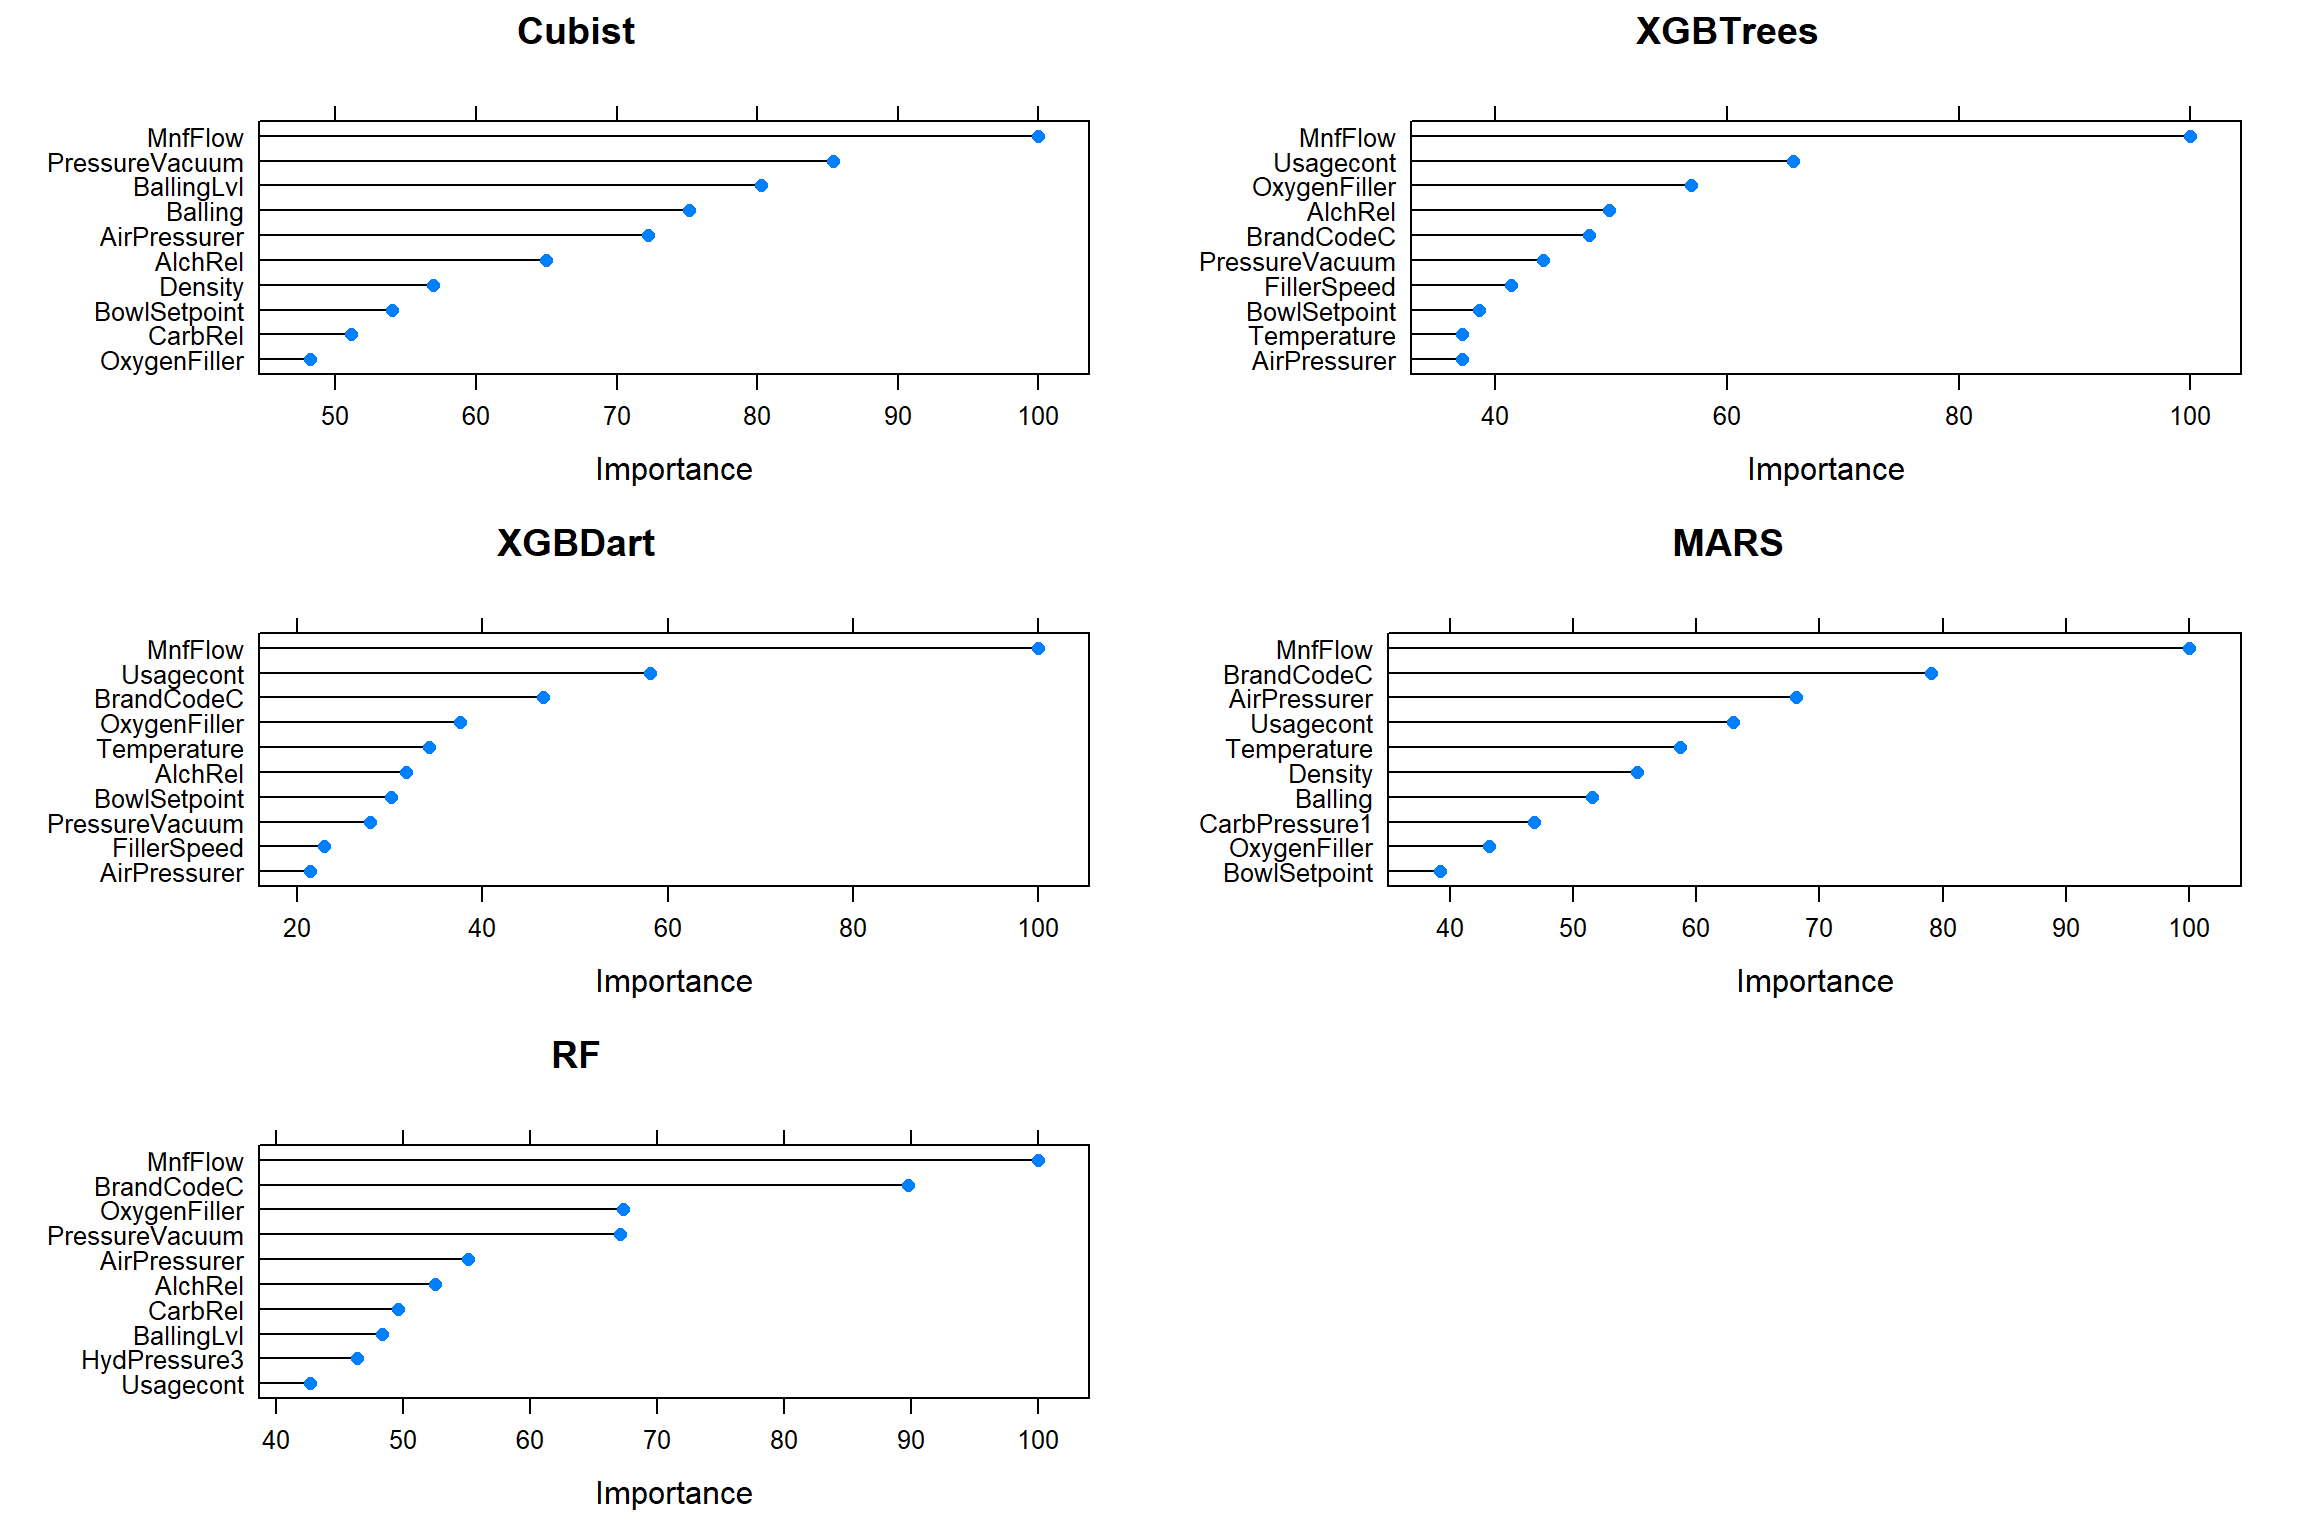 Cubist
MnfFlow
PressureVacuum
BallingLvl
Balling
AirPressurer
AlchRel
Density
BowlSetpoint
CarbRel
OxygenFiller
50 60 70 80 90 100
Importance
XGBTrees
MnfFlow
Usagecont
OxygenFiller
AlchRel
BrandCodeC
PressureVacuum
FillerSpeed
BowlSetpoint
Temperature
AirPressurer
40 60 80 100
Importance
XGBDart
MnfFlow
Usagecont
BrandCodeC
OxygenFiller
Temperature
AlchRel
BowlSetpoint
PressureVacuum
FillerSpeed
AirPressurer
20 40 60 80 100
Importance
MARS
MnfFlow
BrandCodeC
AirPressurer
Usagecont
Temperature
Density
Balling
CarbPressure1
OxygenFiller
BowlSetpoint
40 50 60 70 80 90 100
Importance
RF
MnfFlow
BrandCodeC
OxygenFiller
PressureVacuum
AirPressurer
AlchRel
CarbRel
BallingLvl
HydPressure3
Usagecont
40 50 60 70 80 90 100
Importance